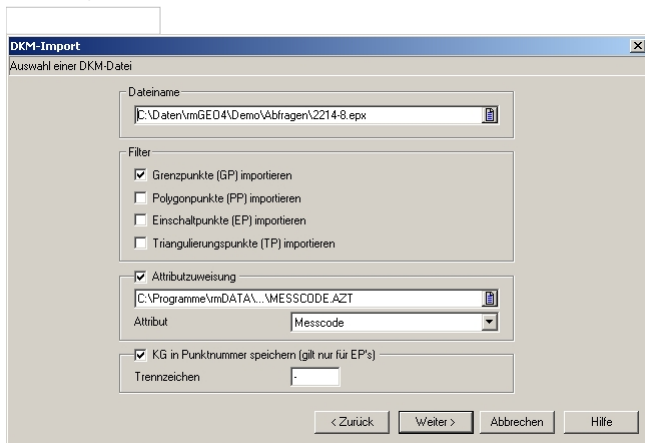 DKM-Import
Auswahl einer DKM-Datei
Dateiname
C:\Daten\rmGEO4\Demo\Abfragen\2214-8.epx
Filter
Grenzpunkte (GP) importieren
Polygonpunkte (PP) importieren
Einschaltpunkte (EP) importieren
Triangulierungspunkte (TP) importieren
Attributzuweisung
C:\Programme\rmDATA\...\MESSCODE.AZT
Attribut Messcode
KG in Punktnummer speichern (gilt nur für EP's)
Trennzeichen -
< Zurück Weiter > Abbrechen Hilfe